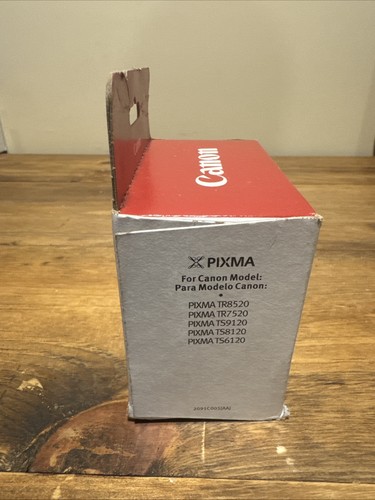 Canon
PIXMA
For Canon Model:
Para Modelo Canon:
•
PIXMA TR8520
PIXMA TR7520
PIXMA TS9120
PIXMA TS8120
PIXMA TS6120